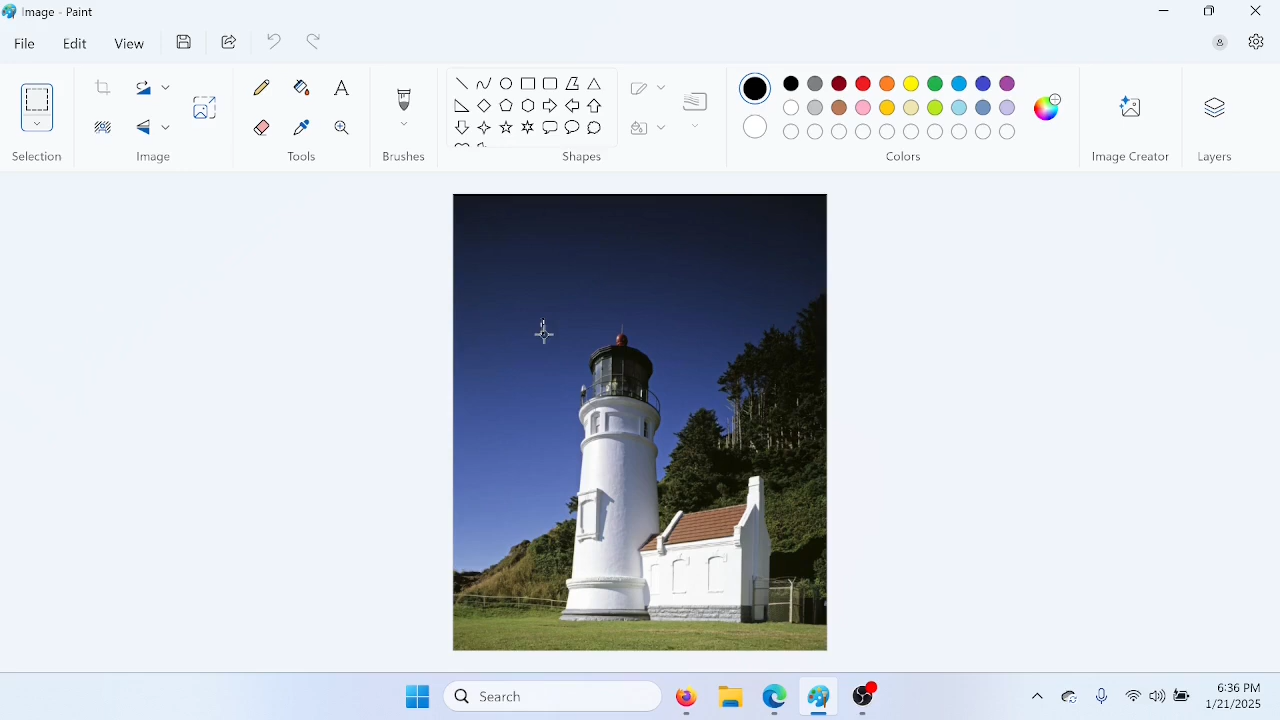 Image - Paint
File Edit View
Selection Image Tools Brushes Shapes Colors Image Creator Layers
Search
6:36 PM
1/21/2024